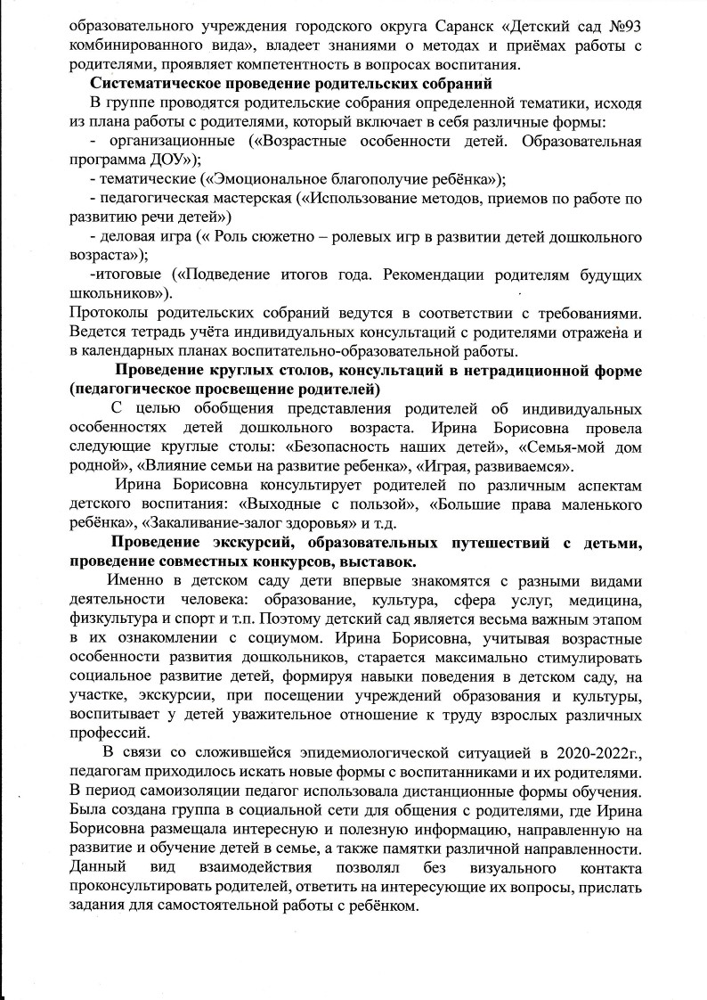 образовательного учреждения городского округа Саранск «Детский сад №93
комбинированного вида», владеет знаниями о методах и приёмах работы с
родителями, проявляет компетентность в вопросах воспитания.
Систематическое проведение родительских собраний
В группе проводятся родительские собрания определенной тематики, исходя
из плана работы с родителями, который включает в себя различные формы:
- организационные («Возрастные особенности детей. Образовательная
программа ДОУ»);
- тематические («Эмоциональное благополучие ребёнка»);
- педагогическая мастерская («Использование методов, приемов по работе по
развитию речи детей»)
- деловая игра (« Роль сюжетно – ролевых игр в развитии детей дошкольного
возраста»);
-итоговые («Подведение итогов года. Рекомендации родителям будущих
школьников»).
Протоколы родительских собраний ведутся в соответствии с требованиями.
Ведется тетрадь учёта индивидуальных консультаций с родителями отражена и
в календарных планах воспитательно-образовательной работы.
Проведение круглых столов, консультаций в нетрадиционной форме
(педагогическое просвещение родителей)
С целью обобщения представления родителей об индивидуальных
особенностях детей дошкольного возраста. Ирина Борисовна провела
следующие круглые столы: «Безопасность наших детей», «Семья-мой дом
родной», «Влияние семьи на развитие ребенка», «Играя, развиваемся».
Ирина Борисовна консультирует родителей по различным аспектам
детского воспитания: «Выходные с пользой», «Большие права маленького
ребёнка», «Закаливание-залог здоровья» и т.д.
Проведение экскурсий, образовательных путешествий с детьми,
проведение совместных конкурсов, выставок.
Именно в детском саду дети впервые знакомятся с разными видами
деятельности человека: образование, культура, сфера услуг, медицина,
физкультура и спорт и т.п. Поэтому детский сад является весьма важным этапом
в их ознакомлении с социумом. Ирина Борисовна, учитывая возрастные
особенности развития дошкольников, старается максимально стимулировать
социальное развитие детей, формируя навыки поведения в детском саду, на
участке, экскурсии, при посещении учреждений образования и культуры,
воспитывает у детей уважительное отношение к труду взрослых различных
профессий.
В связи со сложившейся эпидемиологической ситуацией в 2020-2022г.,
педагогам приходилось искать новые формы с воспитанниками и их родителями.
В период самоизоляции педагог использовала дистанционные формы обучения.
Была создана группа в социальной сети для общения с родителями, где Ирина
Борисовна размещала интересную и полезную информацию, направленную на
развитие и обучение детей в семье, а также памятки различной направленности.
Данный вид взаимодействия позволял без визуального контакта
проконсультировать родителей, ответить на интересующие их вопросы, прислать
задания для самостоятельной работы с ребёнком.